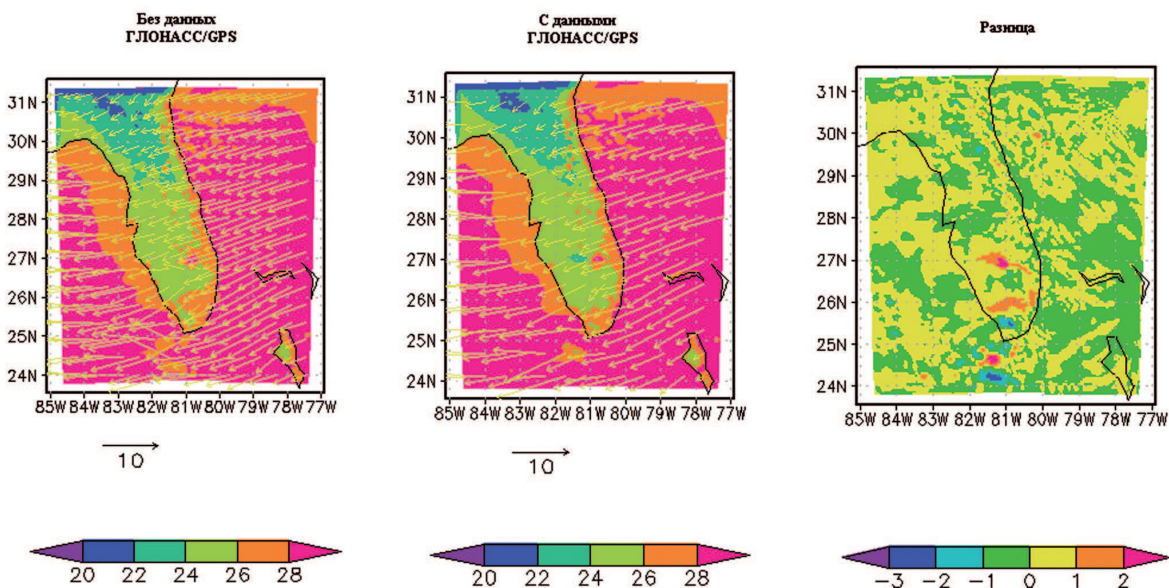 Без данных
ГЛОНАСС/GPS
31N
30N
29N
28N
27N
26N
25N
24N
85W 84W 83W 82W 81W 80W 79W 78W 77W
10
20 22 24 26 28
С данными
ГЛОНАСС/GPS
31N
30N
29N
28N
27N
26N
25N
24N
85W 84W 83W 82W 81W 80W 79W 78W 77W
10
20 22 24 26 28
Разница
31N
30N
29N
28N
27N
26N
25N
24N
85W 84W 83W 82W 81W 80W 79W 78W 77W
-3 -2 -1 0 1 2